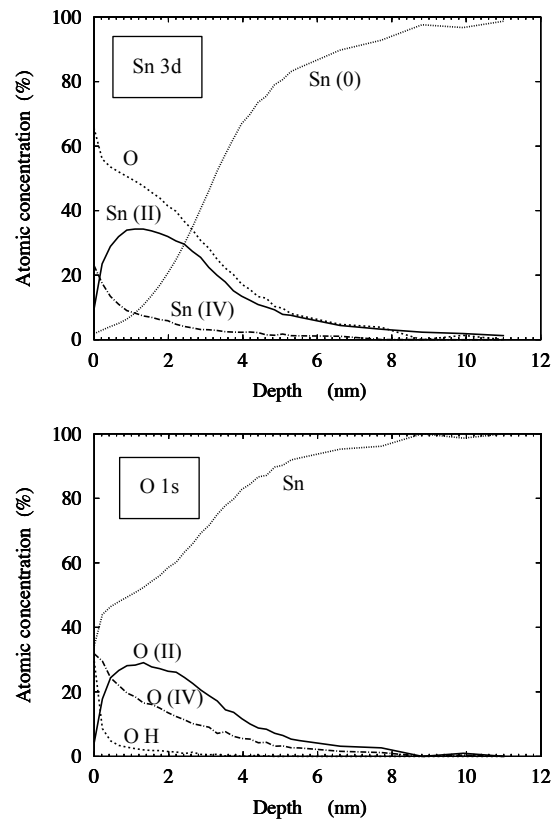 100
80
60
40
20
0
Atomic concentration (%)
Sn 3d
Sn (0)
O
Sn (II)
Sn (IV)
0 2 4 6 8 10 12
Depth (nm)
100
80
60
40
20
0
Atomic concentration (%)
O 1s
Sn
O (II)
O (IV)
O H
0 2 4 6 8 10 12
Depth (nm)